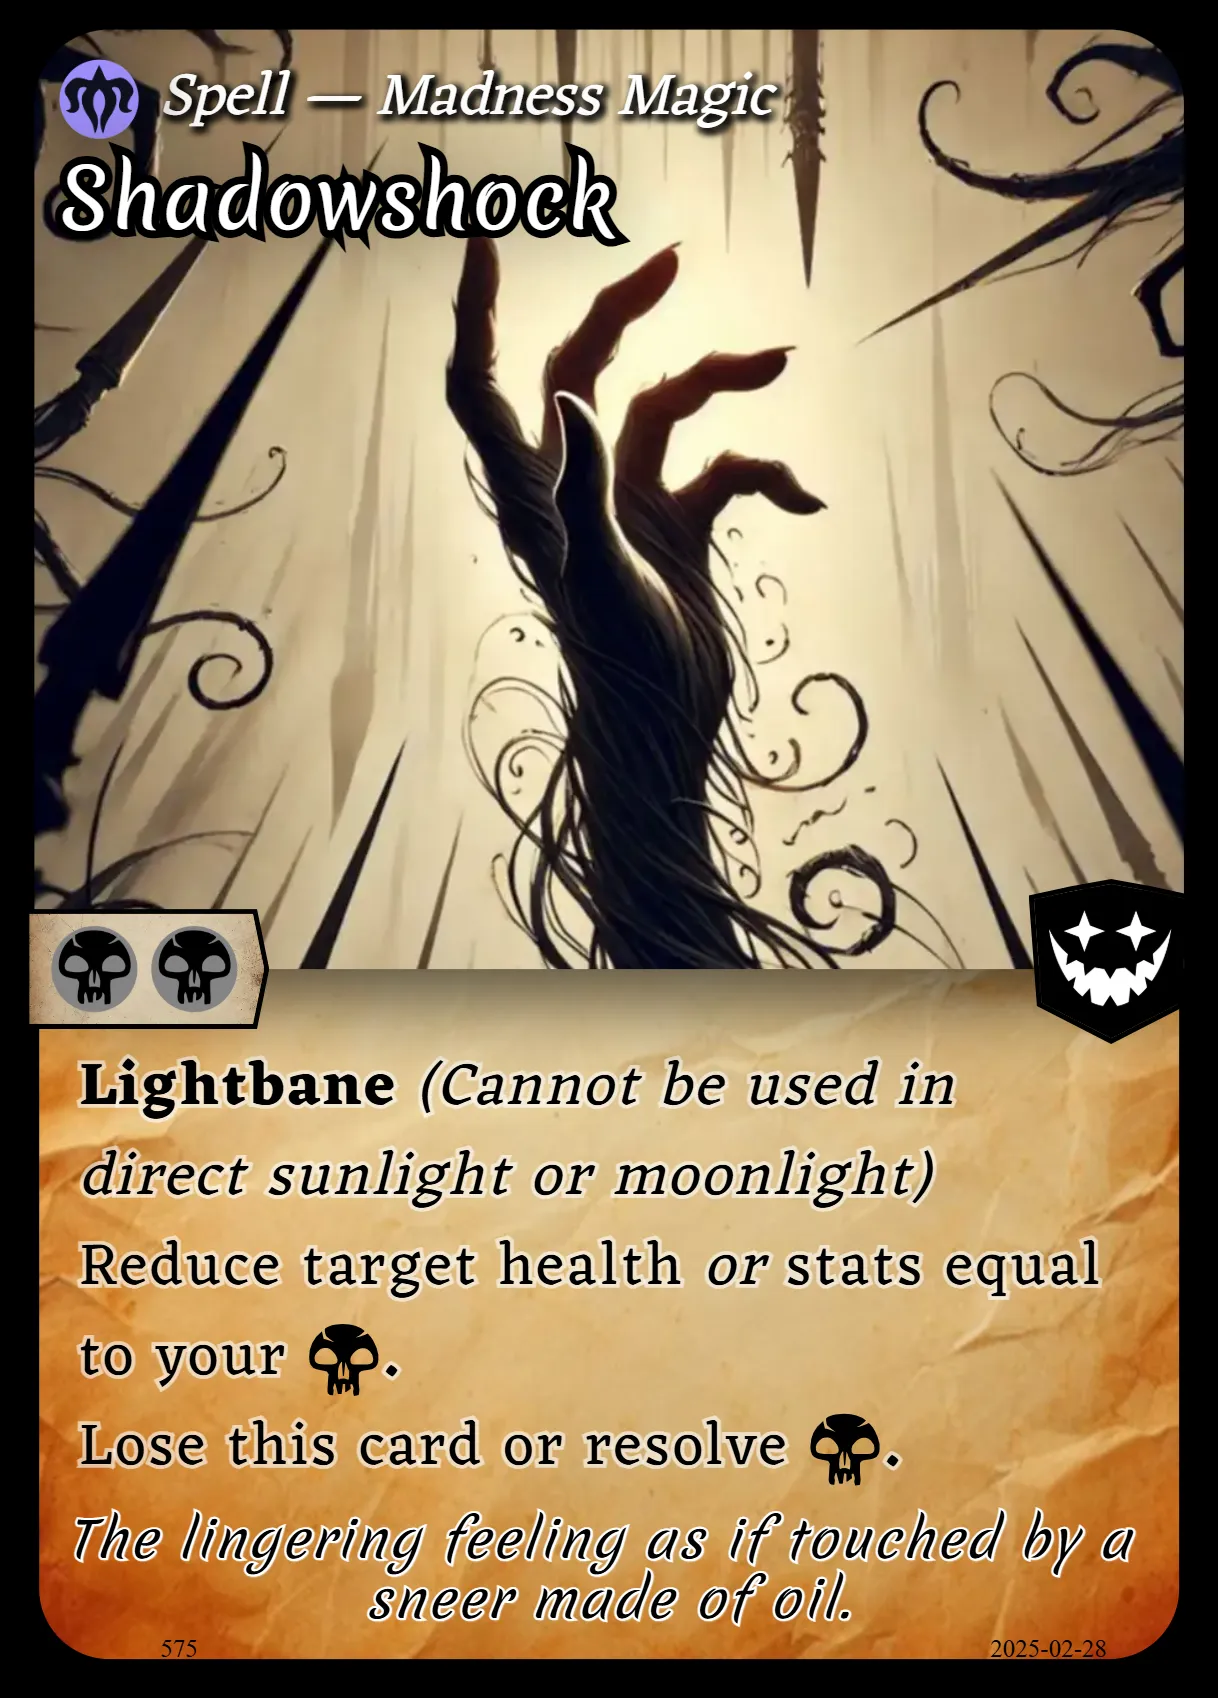 Spell — Madness Magic
Shadowshock
Lightbane (Cannot be used in
direct sunlight or moonlight)
Reduce target health or stats equal
to your .
Lose this card or resolve .
The lingering feeling as if touched by a
sneer made of oil.
575
2025-02-28